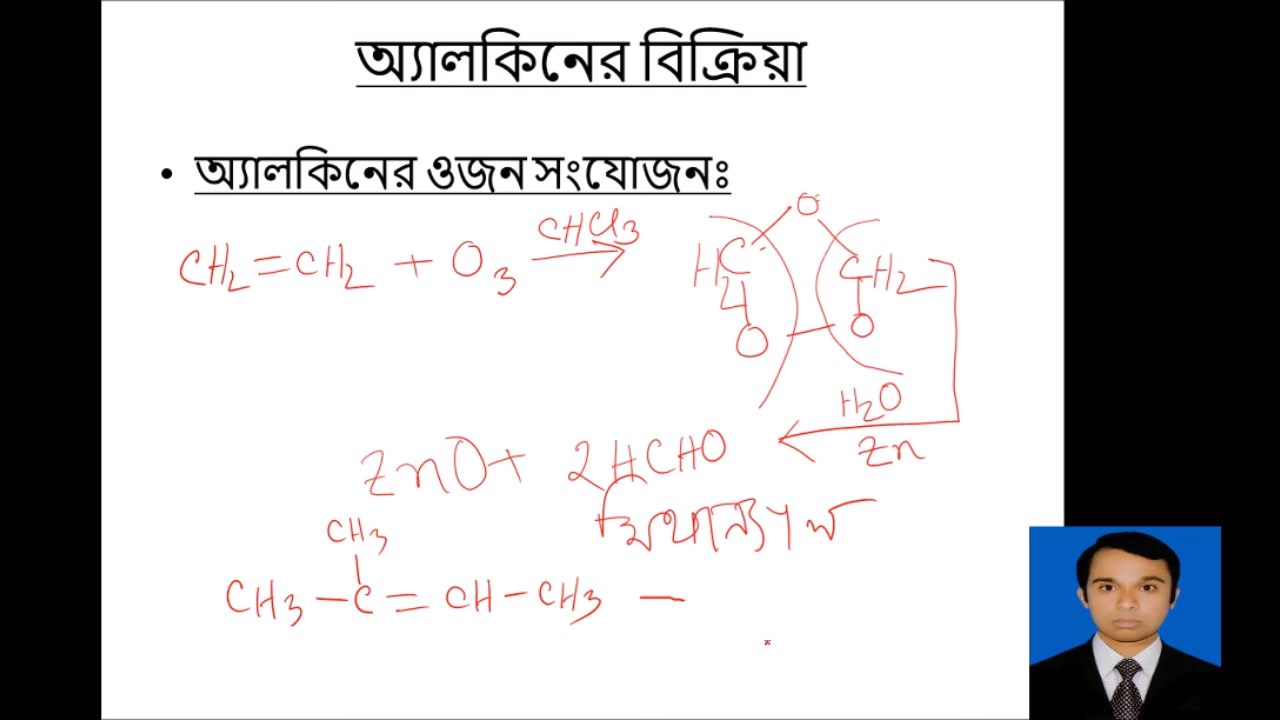 অ্যালকিনের বিক্রিয়া
• অ্যালকিনের ওজন সংযোজনঃ
CH2=CH2 + O3 CHCl3
O
H2C CH2
O - O
H2O
Zn
ZnO + 2HCHO
মিথান্যাল
CH3
CH3-C=CH-CH3 —